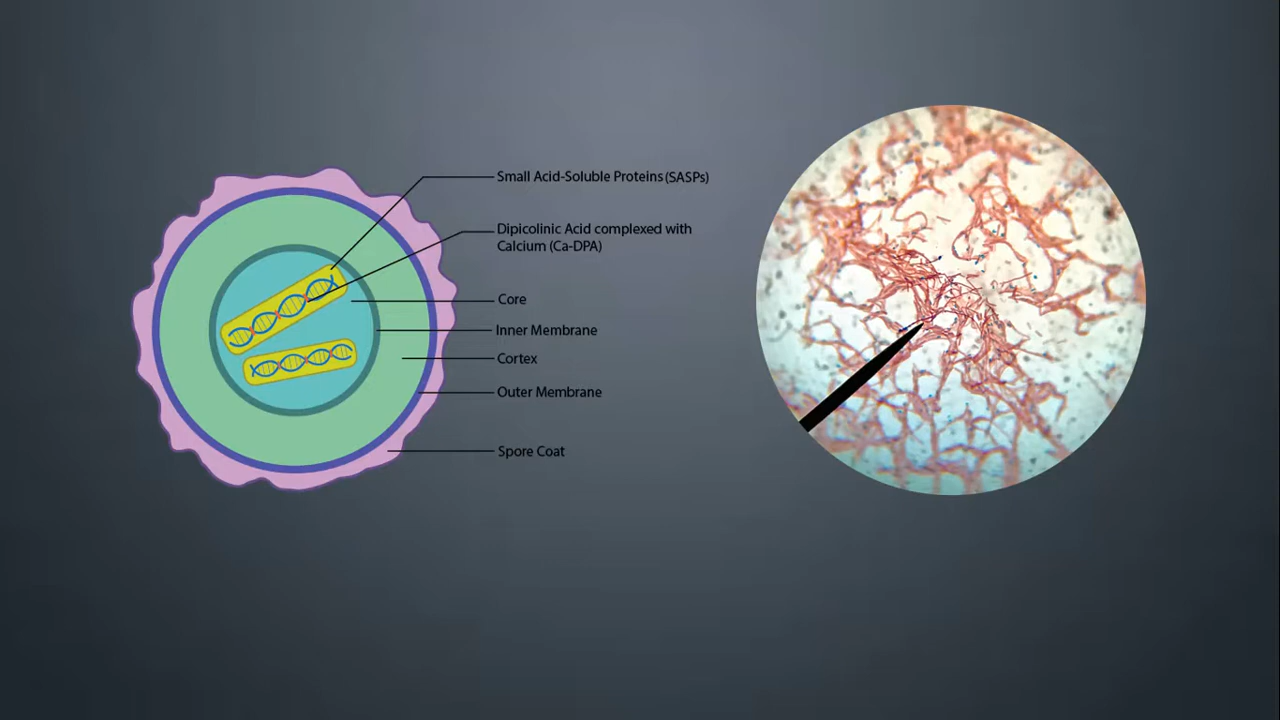 Small Acid-Soluble Proteins (SASPs)
Dipicolinic Acid complexed with
Calcium (Ca-DPA)
Core
Inner Membrane
Cortex
Outer Membrane
Spore Coat